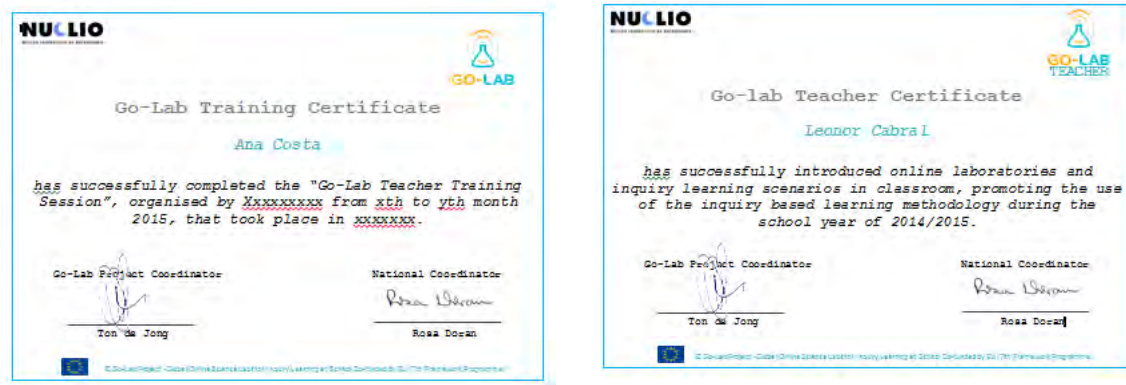 NUCLIO
GO-LAB
Go-Lab Training Certificate
Ana Costa
has successfully completed the "Go-Lab Teacher Training
Session", organised by Xxxxxxxxx from xth to yth month
2015, that took place in xxxxxxx.
Go-Lab Project Coordinator
National Coordinator
Rosa Doran
Ton de Jong
Rosa Doran
NUCLIO
GO-LAB
TEACHER
Go-lab Teacher Certificate
Leonor Cabral
has successfully introduced online laboratories and
inquiry learning scenarios in classroom, promoting the use
of the inquiry based learning methodology during the
school year of 2014/2015.
Go-Lab Project Coordinator
National Coordinator
Rosa Doran
Ton de Jong
Rosa Doran